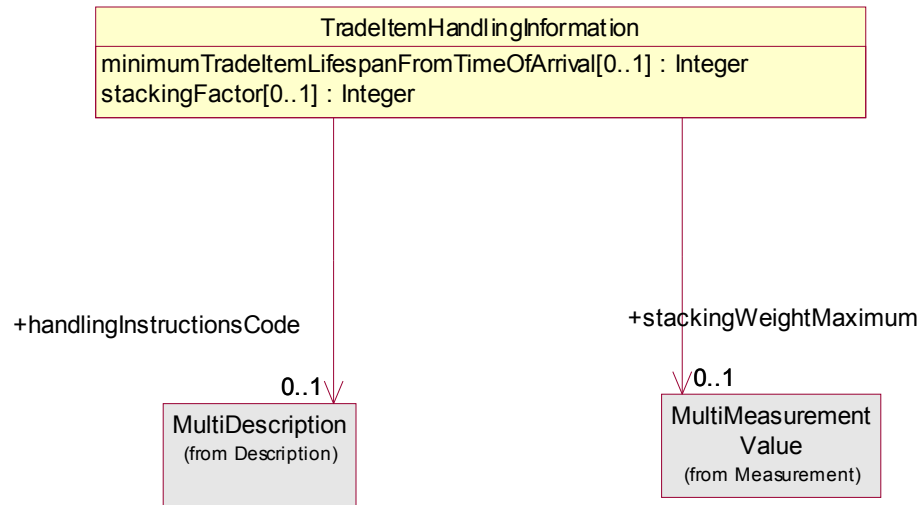 TradeItemHandlingInformation
minimumTradeItemLifespanFromTimeOfArrival[0..1] : Integer
stackingFactor[0..1] : Integer
+handlingInstructionsCode
+stackingWeightMaximum
0..1
0..1
MultiDescription
(from Description)
MultiMeasurement
Value
(from Measurement)